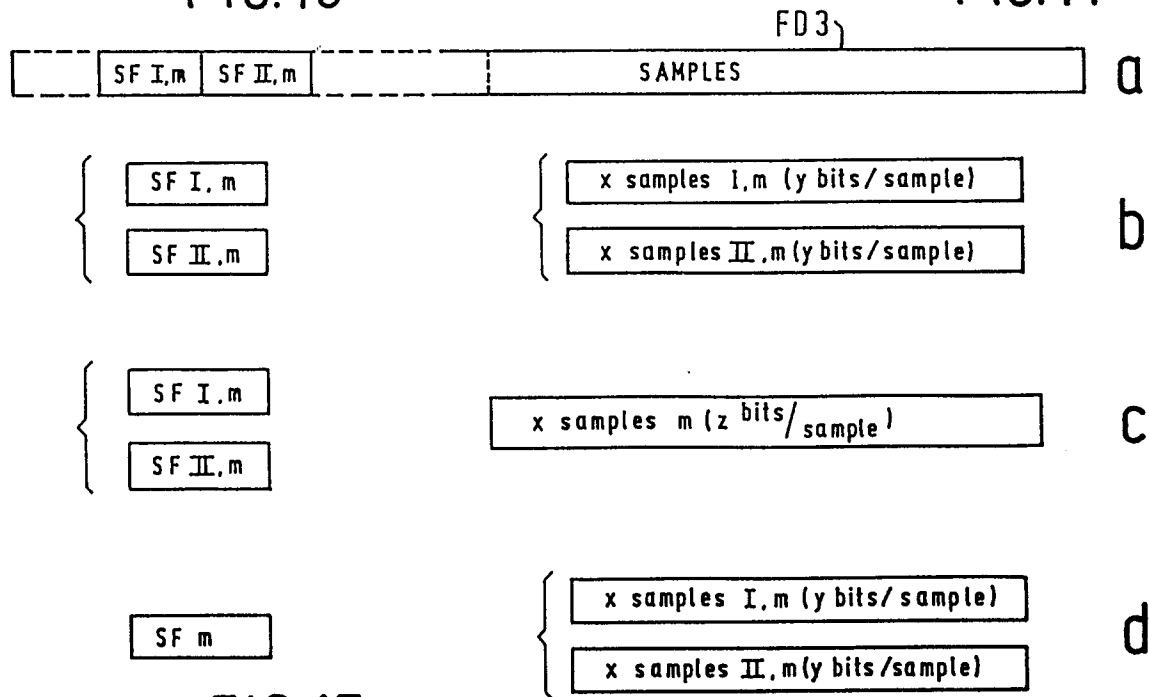 FD3
SF I,m SF II,m SAMPLES a
SF I, m x samples I,m (y bits/sample)
b
SF II,m x samples II,m (y bits/sample)
SF I.m
x samples m (z bits/sample) c
SF II,m
x samples I,m (y bits/sample)
SF m d
x samples II,m (y bits/sample)